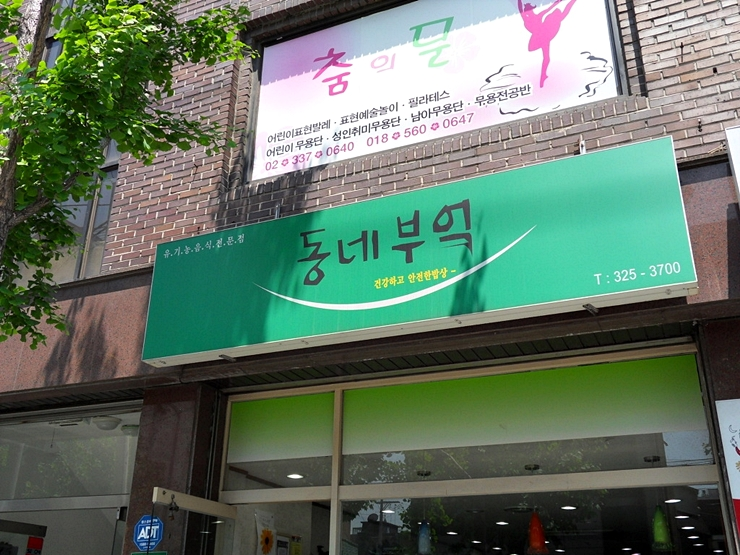 춤의문
어린이표현발레 · 표현예술놀이 · 필라테스
어린이 무용단 · 성인취미무용단 · 남아무용단 · 무용전공반
02 337 0640 018 560 0647
유.기.농.음.식.전.문.점
동네부엌
건강하고 안전한밥상~
T : 325 - 3700
ADT